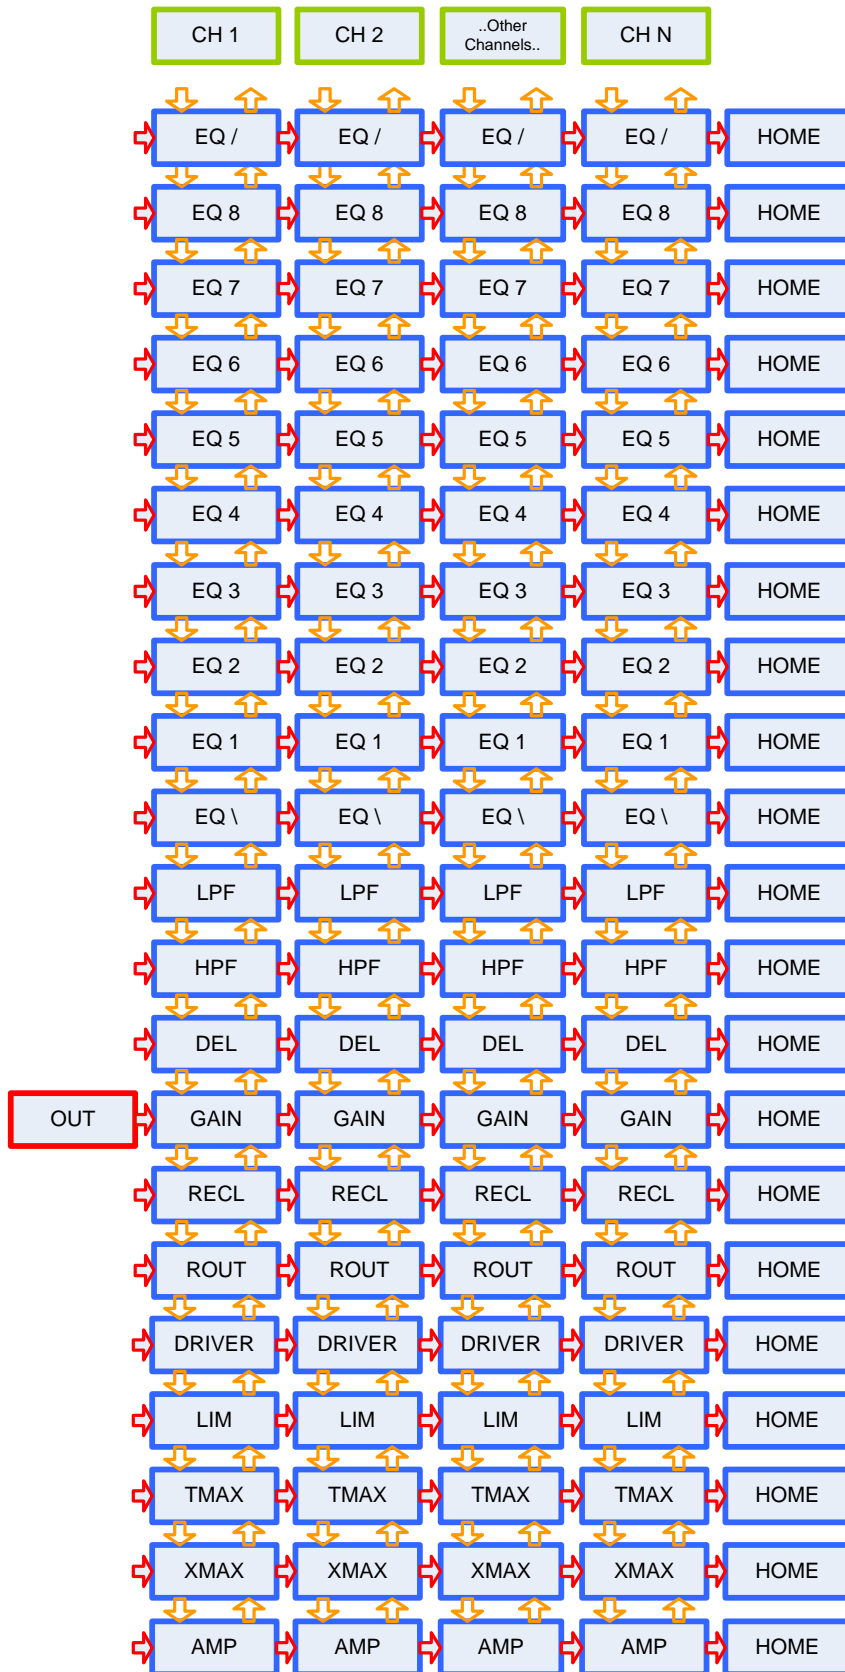 CH 1 CH 2 ..Other Channels.. CH N
EQ / EQ / EQ / EQ / HOME
EQ 8 EQ 8 EQ 8 EQ 8 HOME
EQ 7 EQ 7 EQ 7 EQ 7 HOME
EQ 6 EQ 6 EQ 6 EQ 6 HOME
EQ 5 EQ 5 EQ 5 EQ 5 HOME
EQ 4 EQ 4 EQ 4 EQ 4 HOME
EQ 3 EQ 3 EQ 3 EQ 3 HOME
EQ 2 EQ 2 EQ 2 EQ 2 HOME
EQ 1 EQ 1 EQ 1 EQ 1 HOME
EQ \ EQ \ EQ \ EQ \ HOME
LPF LPF LPF LPF HOME
HPF HPF HPF HPF HOME
DEL DEL DEL DEL HOME
OUT GAIN GAIN GAIN GAIN HOME
RECL RECL RECL RECL HOME
ROUT ROUT ROUT ROUT HOME
DRIVER DRIVER DRIVER DRIVER HOME
LIM LIM LIM LIM HOME
TMAX TMAX TMAX TMAX HOME
XMAX XMAX XMAX XMAX HOME
AMP AMP AMP AMP HOME